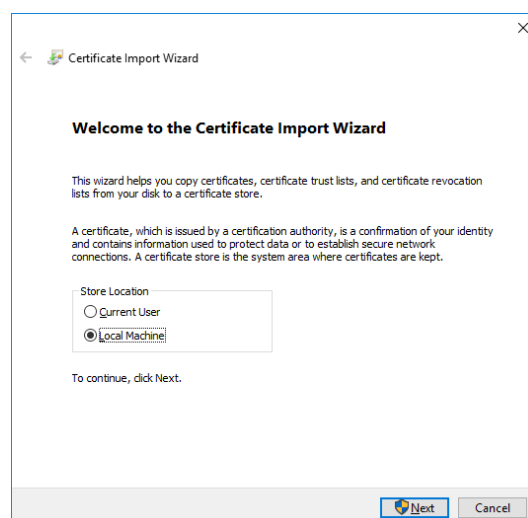 Certificate Import Wizard
Welcome to the Certificate Import Wizard
This wizard helps you copy certificates, certificate trust lists, and certificate revocation
lists from your disk to a certificate store.
A certificate, which is issued by a certification authority, is a confirmation of your identity
and contains information used to protect data or to establish secure network
connections. A certificate store is the system area where certificates are kept.
Store Location
Current User
Local Machine
To continue, click Next.
Next Cancel